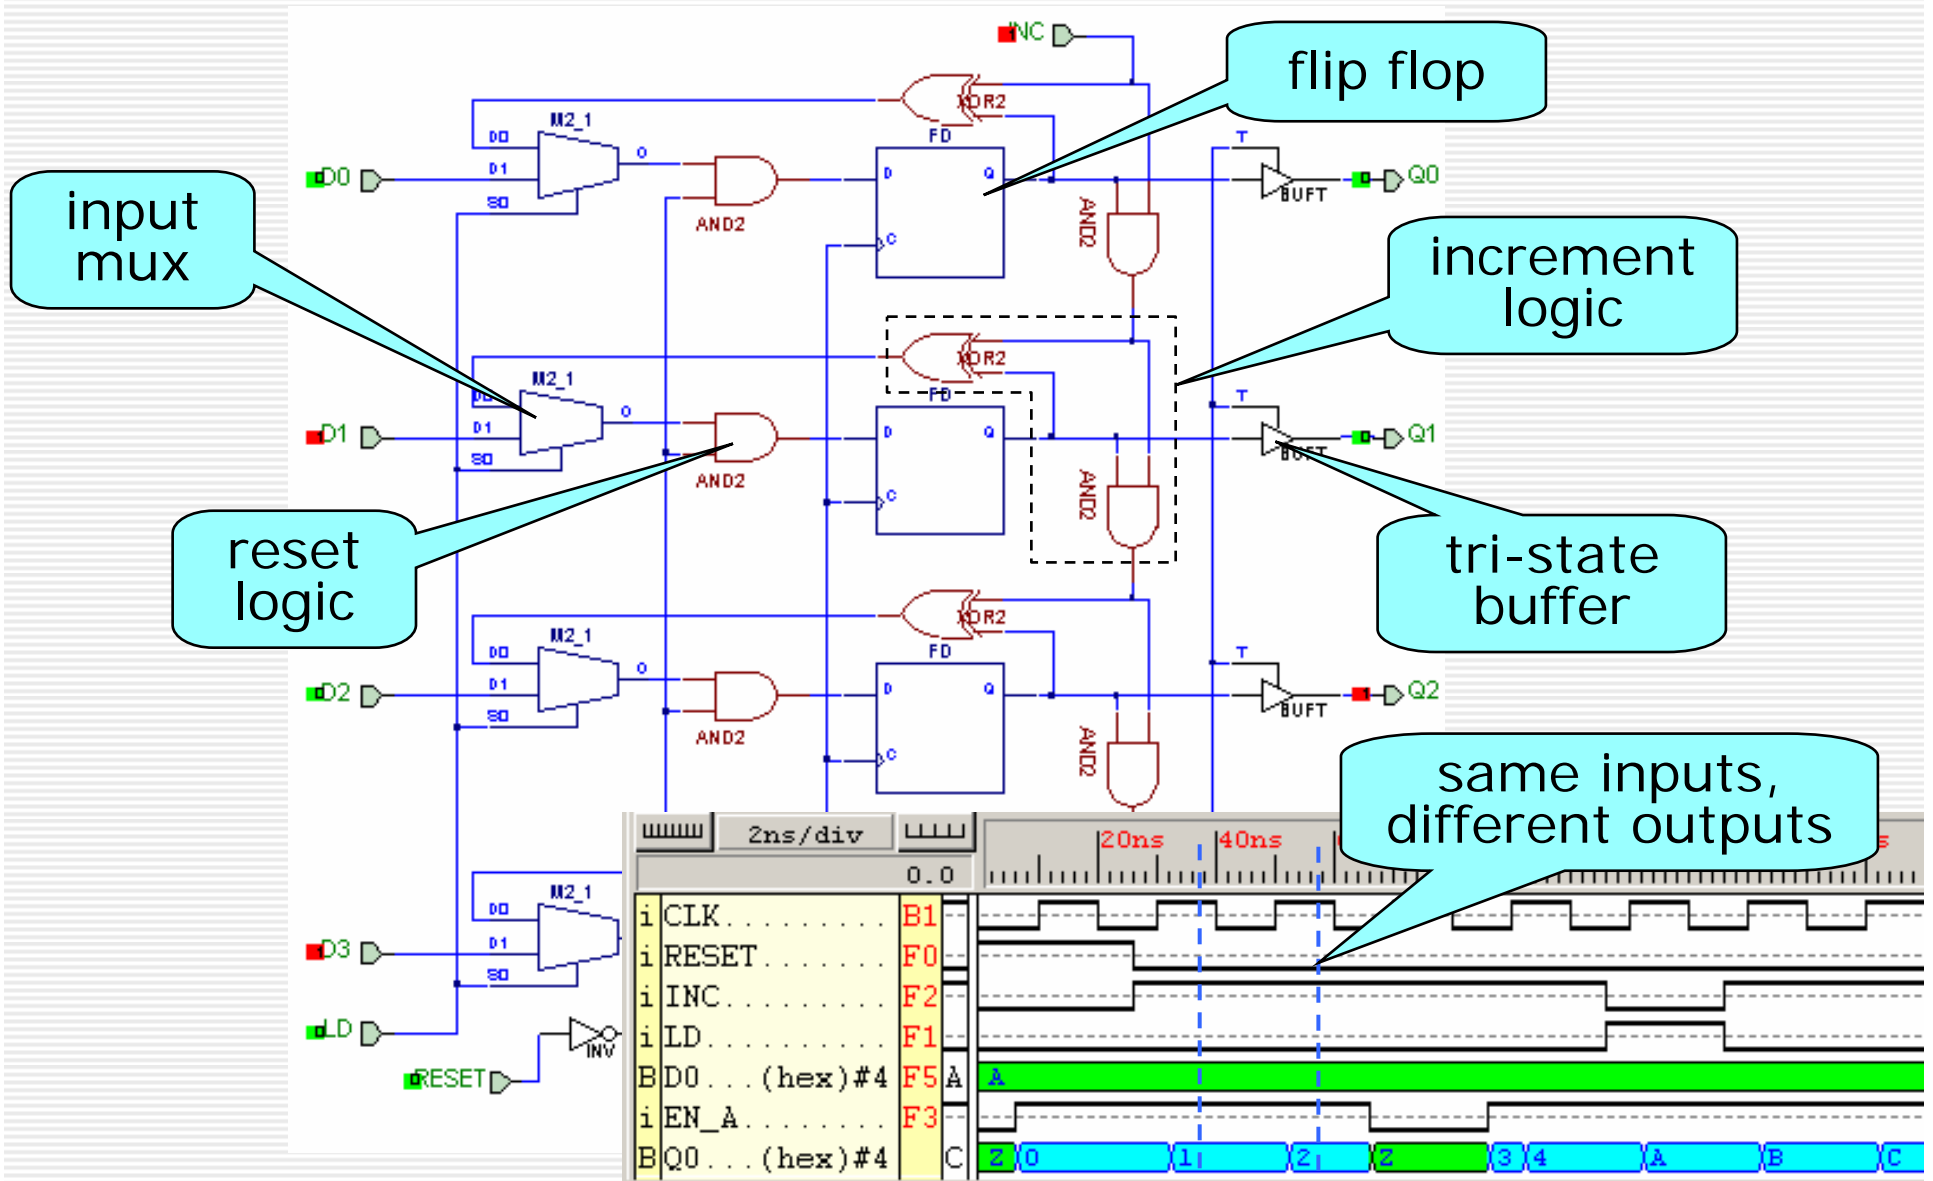 INC
flip flop
XOR2
FD
M2_1
D0
D1
S0
O
D0
AND2
D
Q
C
AND2
T
BUFT
Q0
input
mux
increment
logic
XOR2
FD
M2_1
D0
D1
S0
O
D1
AND2
D
Q
C
AND2
T
BUFT
Q1
reset
logic
tri-state
buffer
XOR2
FD
M2_1
D0
D1
S0
O
D2
AND2
D
Q
C
AND2
T
BUFT
Q2
same inputs,
different outputs
M2_1
D0
D1
S0
D3
LD
INV
RESET
2ns/div
20ns 40ns
0.0
i CLK......... B1
i RESET....... F0
i INC......... F2
i LD.......... F1
B D0...(hex)#4 F5 A A
i EN_A........ F3
B Q0...(hex)#4 C Z 0 1 2 Z 3 4 A B C